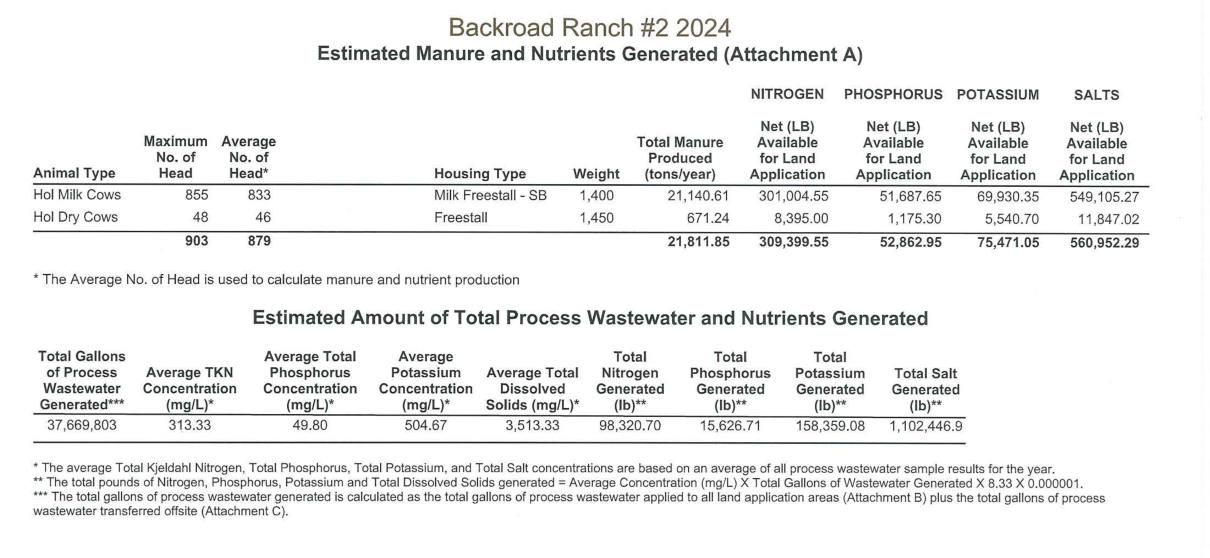 Backroad Ranch #2 2024
Estimated Manure and Nutrients Generated (Attachment A)
NITROGEN PHOSPHORUS POTASSIUM SALTS
Animal Type Maximum No. of Head Average No. of Head* Housing Type Weight Total Manure Produced (tons/year) Net (LB) Available for Land Application Net (LB) Available for Land Application Net (LB) Available for Land Application Net (LB) Available for Land Application
Hol Milk Cows 855 833 Milk Freestall - SB 1,400 21,140.61 301,004.55 51,687.65 69,930.35 549,105.27
Hol Dry Cows 48 46 Freestall 1,450 671.24 8,395.00 1,175.30 5,540.70 11,847.02
903 879 21,811.85 309,399.55 52,862.95 75,471.05 560,952.29
* The Average No. of Head is used to calculate manure and nutrient production
Estimated Amount of Total Process Wastewater and Nutrients Generated
Total Gallons of Process Wastewater Generated*** Average TKN Concentration (mg/L)* Average Total Phosphorus Concentration (mg/L)* Average Potassium Concentration (mg/L)* Average Total Dissolved Solids (mg/L)* Total Nitrogen Generated (lb)** Total Phosphorus Generated (lb)** Total Potassium Generated (lb)** Total Salt Generated (lb)**
37,669,803 313.33 49.80 504.67 3,513.33 98,320.70 15,626.71 158,359.08 1,102,446.9
* The average Total Kjeldahl Nitrogen, Total Phosphorus, Total Potassium, and Total Salt concentrations are based on an average of all process wastewater sample results for the year.
** The total pounds of Nitrogen, Phosphorus, Potassium and Total Dissolved Solids generated = Average Concentration (mg/L) X Total Gallons of Wastewater Generated X 8.33 X 0.000001.
*** The total gallons of process wastewater generated is calculated as the total gallons of process wastewater applied to all land application areas (Attachment B) plus the total gallons of process
wastewater transferred offsite (Attachment C).